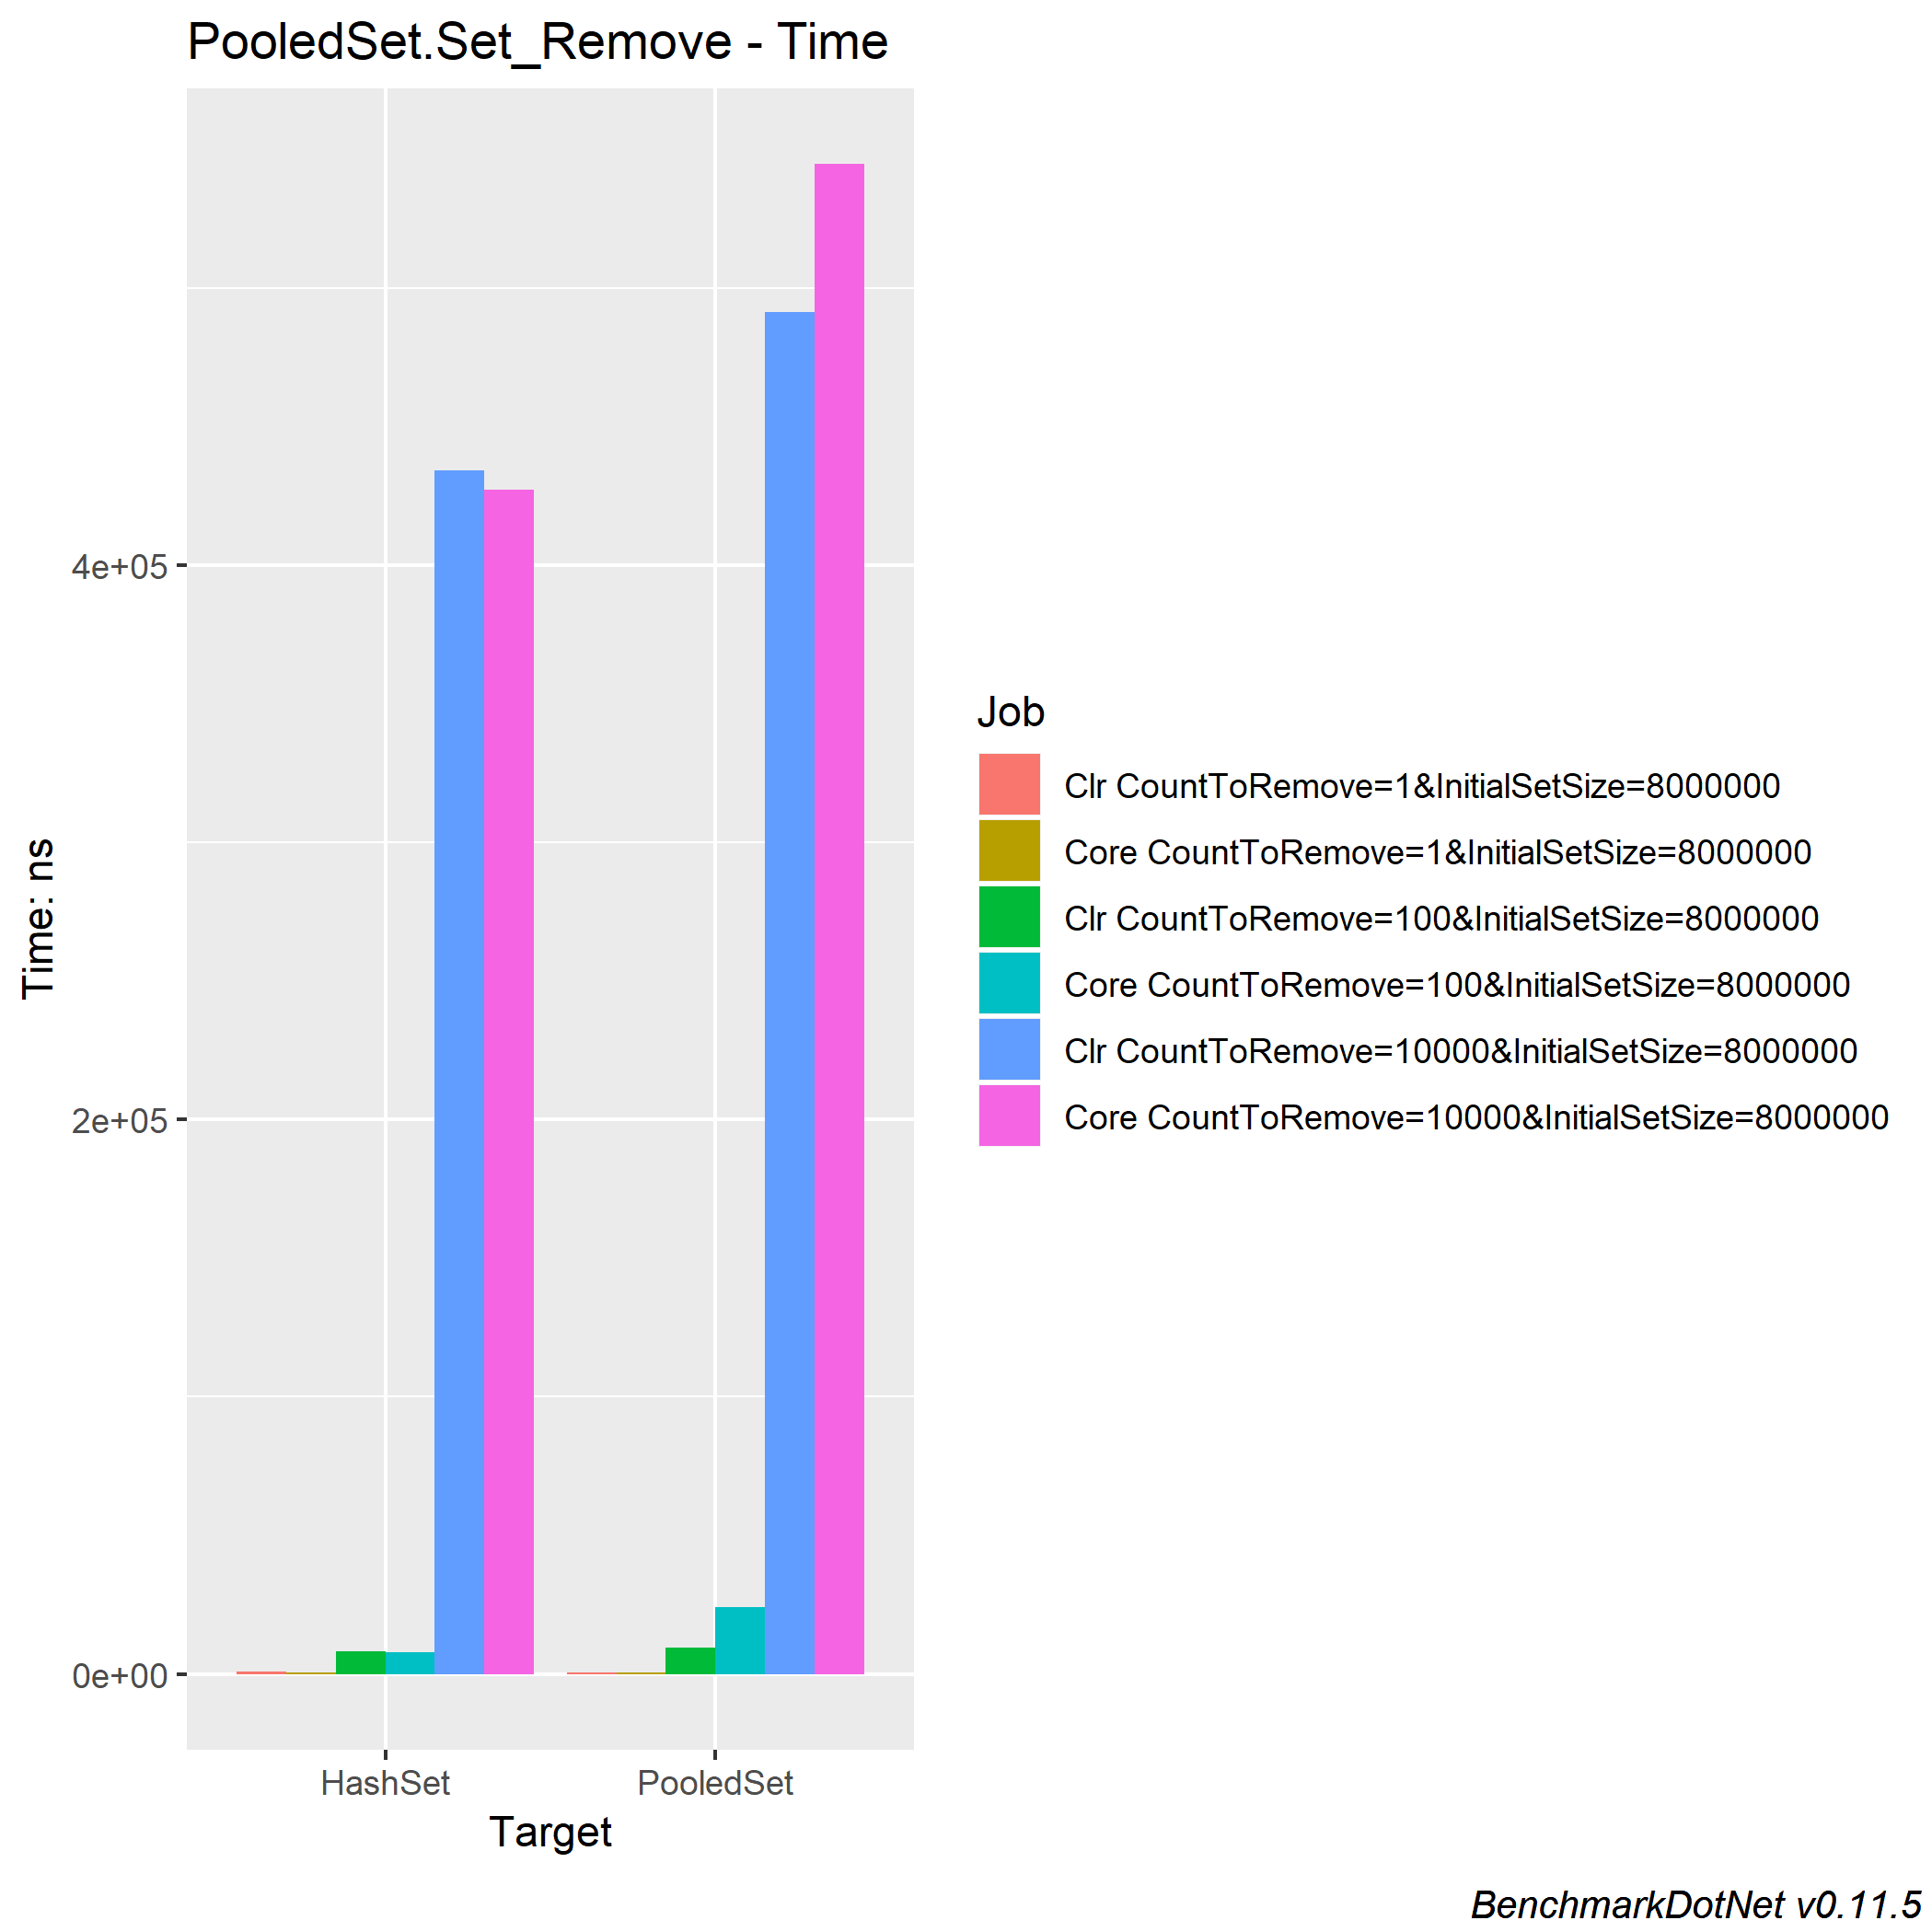 PooledSet.Set_Remove - Time
4e+05
2e+05
0e+00
Time: ns
HashSet
PooledSet
Target
Job
Clr CountToRemove=1&InitialSetSize=8000000
Core CountToRemove=1&InitialSetSize=8000000
Clr CountToRemove=100&InitialSetSize=8000000
Core CountToRemove=100&InitialSetSize=8000000
Clr CountToRemove=10000&InitialSetSize=8000000
Core CountToRemove=10000&InitialSetSize=8000000
BenchmarkDotNet v0.11.5